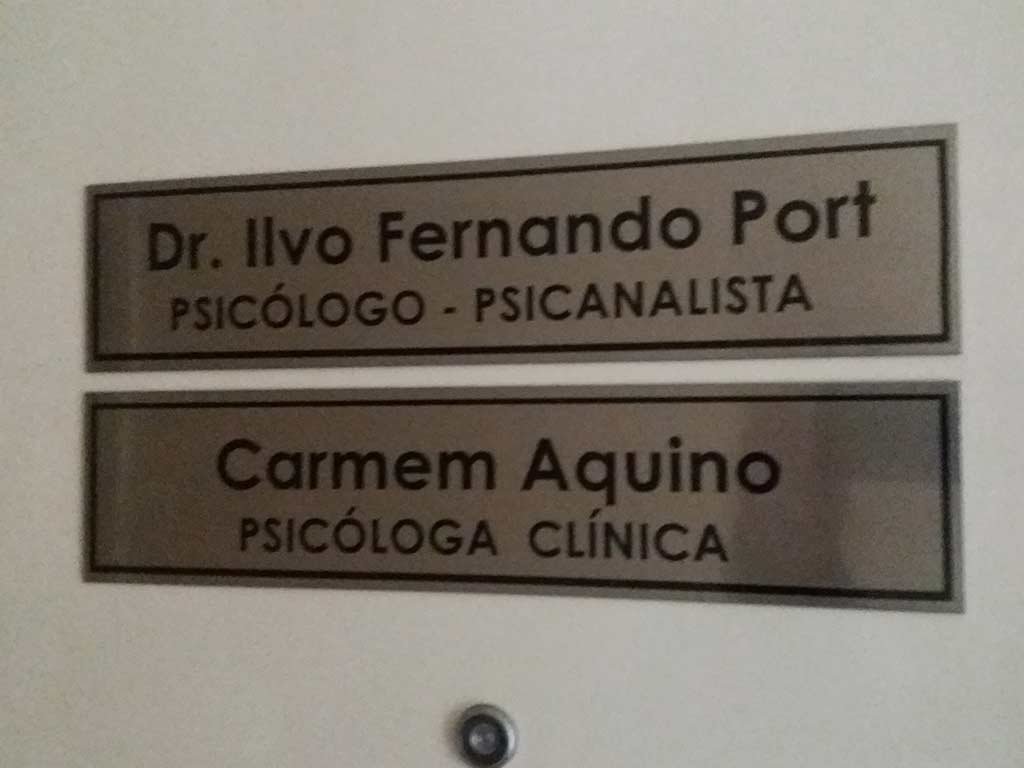 Dr. Ilvo Fernando Port
PSICÓLOGO - PSICANALISTA
Carmem Aquino
PSICÓLOGA CLÍNICA